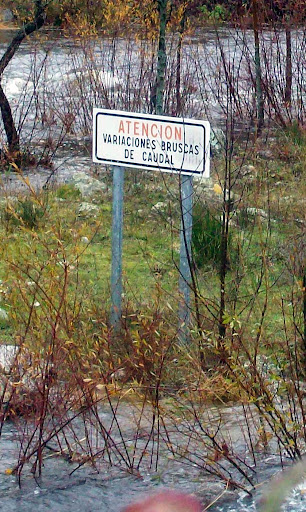 ATENCION
VARIACIONES BRUSCAS
DE CAUDAL